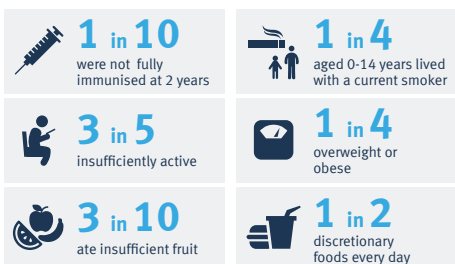 1 in 10
were not fully
immunised at 2 years
1 in 4
aged 0-14 years lived
with a current smoker
3 in 5
insufficiently active
1 in 4
overweight or
obese
3 in 10
ate insufficient fruit
1 in 2
discretionary
foods every day